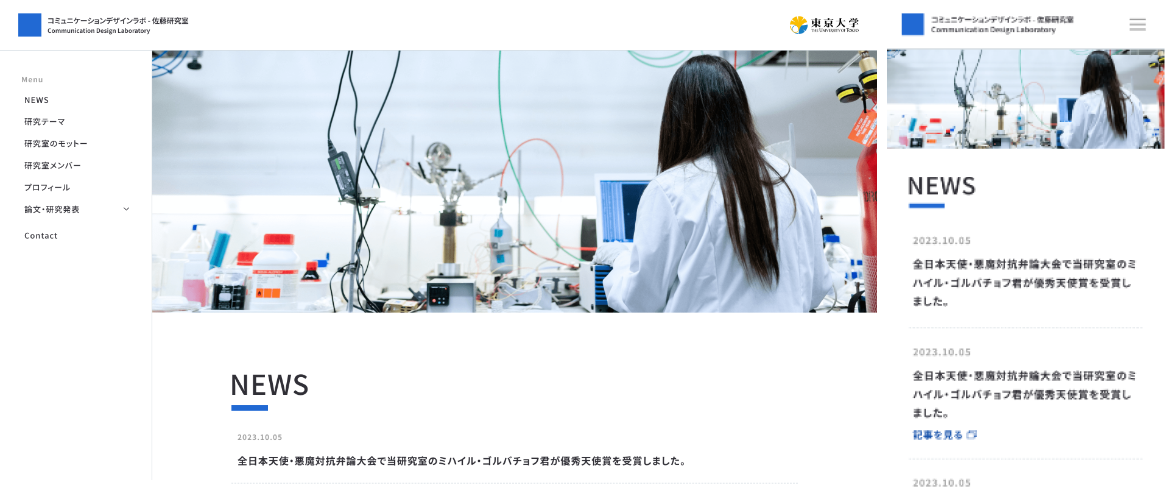 コミュニケーションデザインラボ - 佐藤研究室
Communication Design Laboratory
東京大学
THE UNIVERSITY OF TOKYO
Menu
NEWS
研究テーマ
研究室のモットー
研究室メンバー
プロフィール
論文・研究発表
Contact
NEWS
2023.10.05
全日本天使・悪魔対抗弁論大会で当研究室のミハイル・ゴルバチョフ君が優秀天使賞を受賞しました。
コミュニケーションデザインラボ - 佐藤研究室
Communication Design Laboratory
NEWS
2023.10.05
全日本天使・悪魔対抗弁論大会で当研究室のミ
ハイル・ゴルバチョフ君が優秀天使賞を受賞し
ました。
2023.10.05
全日本天使・悪魔対抗弁論大会で当研究室のミ
ハイル・ゴルバチョフ君が優秀天使賞を受賞し
ました。
記事を見る
2023.10.05